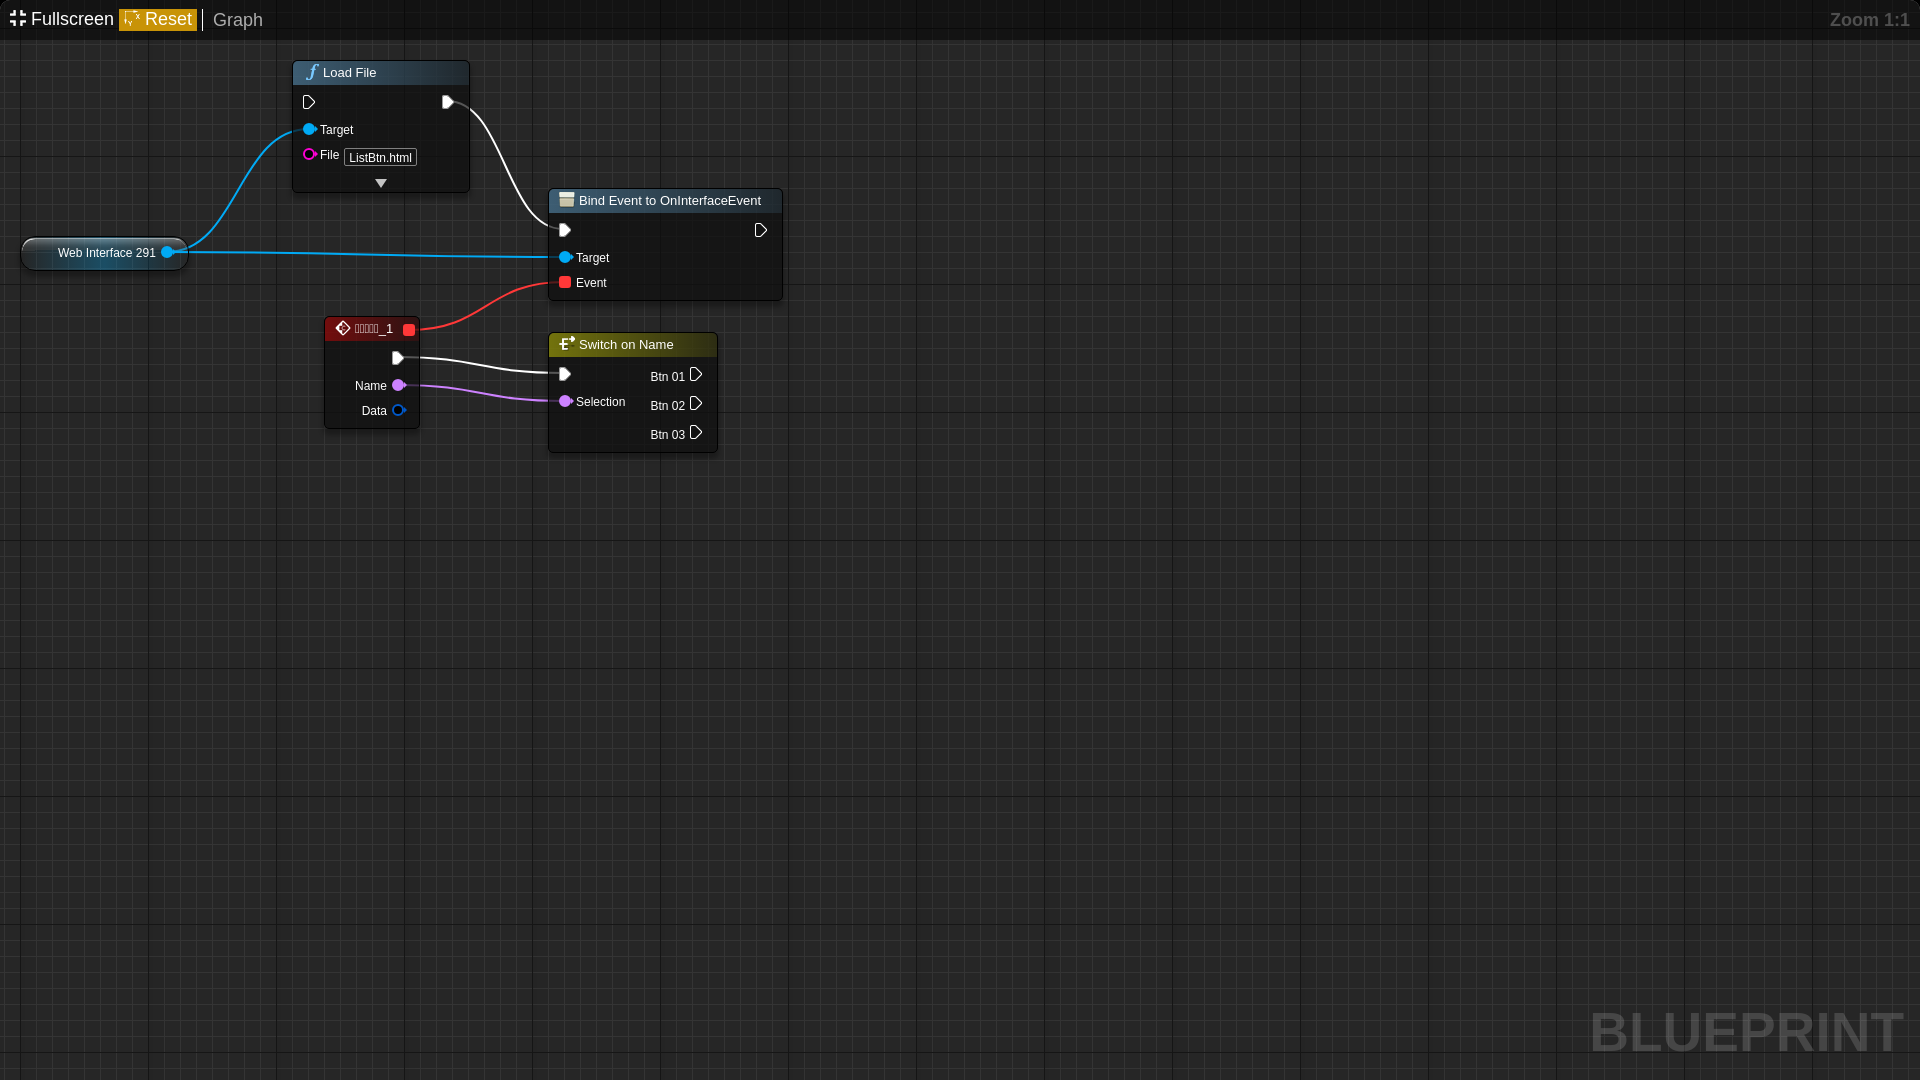 Fullscreen Reset Graph
Zoom 1:1
Load File
Target
File ListBtn.html
Bind Event to OnInterfaceEvent
Target
Event
Web Interface 291
_1
Name
Data
Switch on Name
Selection
Btn 01
Btn 02
Btn 03
BLUEPRINT